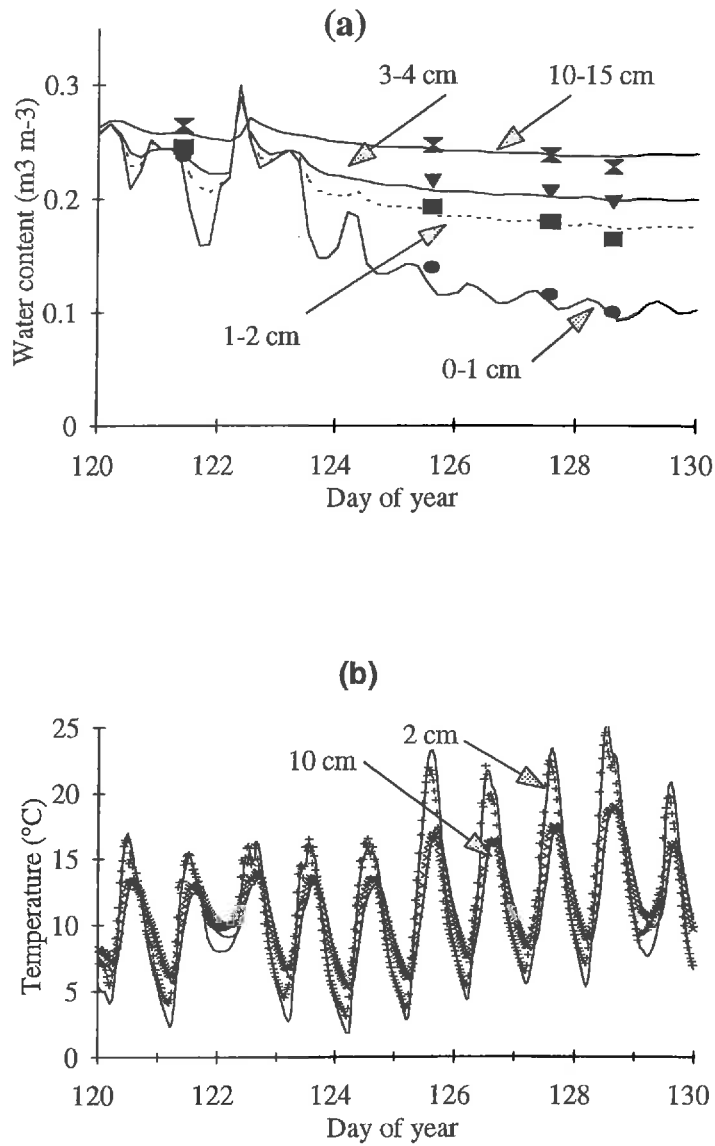 (a)
Water content (m3 m-3)
0.3
0.2
0.1
0
3-4 cm
10-15 cm
1-2 cm
0-1 cm
120 122 124 126 128 130
Day of year
(b)
Temperature (°C)
25
20
15
10
5
0
10 cm
2 cm
120 122 124 126 128 130
Day of year